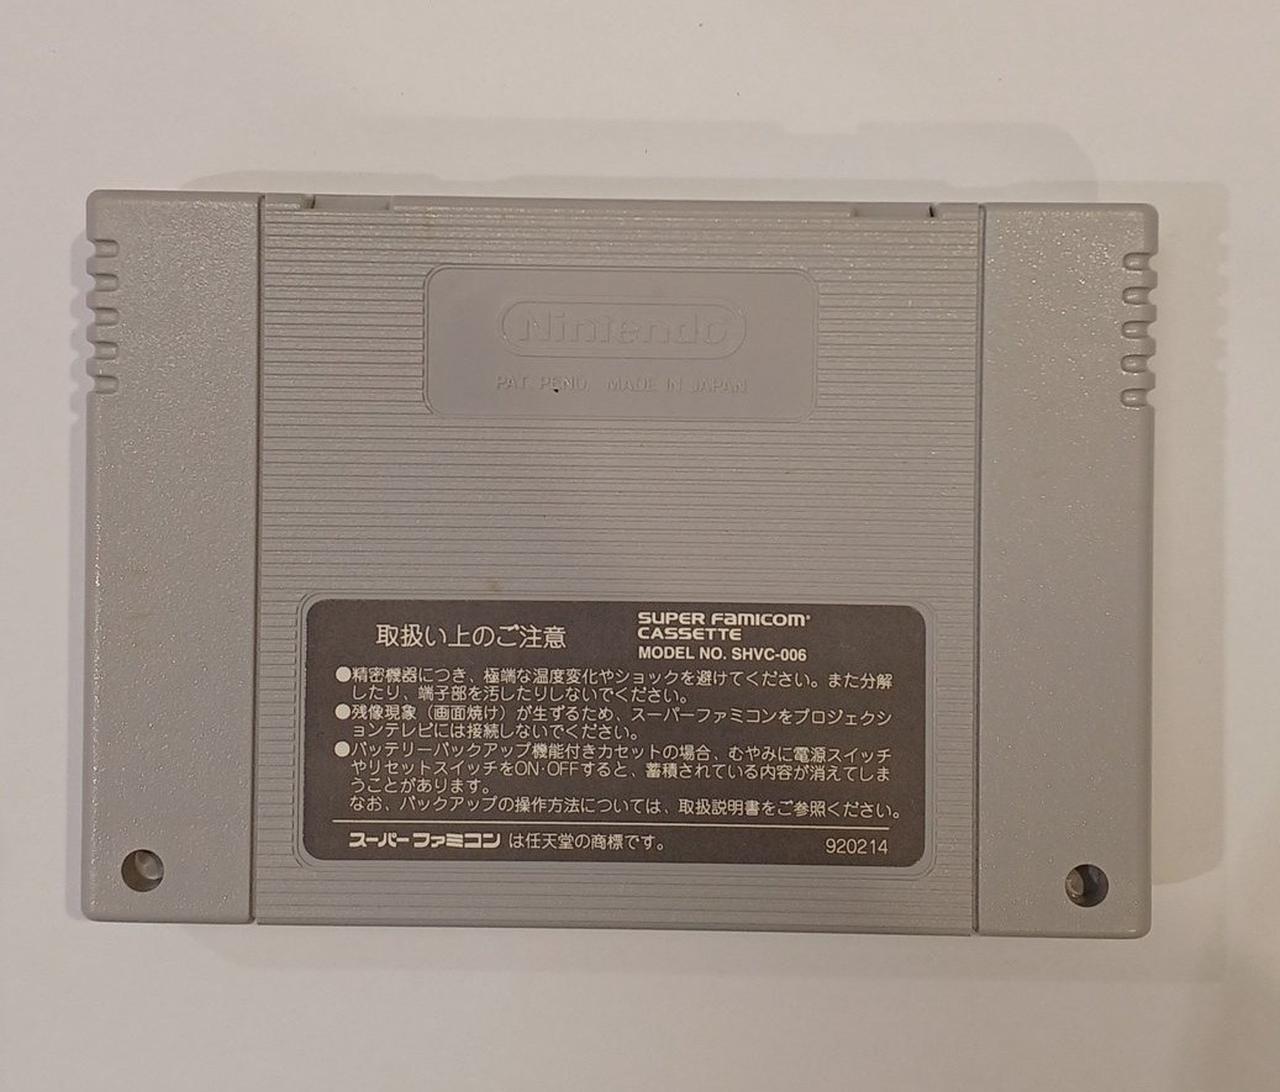 Nintendo
PAT. PEND. MADE IN JAPAN
取扱い上のご注意
SUPER FAMICOM
CASSETTE
MODEL NO. SHVC-006
●精密機器につき、極端な温度変化やショックを避けてください。また分解
したり、端子部を汚したりしないでください。
●残像現象（画面焼け）が生ずるため、スーパーファミコンをプロジェクシ
ョンテレビには接続しないでください。
●バッテリーバックアップ機能付きカセットの場合、むやみに電源スイッチ
やリセットスイッチをON·OFFすると、蓄積されている内容が消えてしま
うことがあります。
なお、バックアップの操作方法については、取扱説明書をご参照ください。
スーパーファミコンは任天堂の商標です。
920214